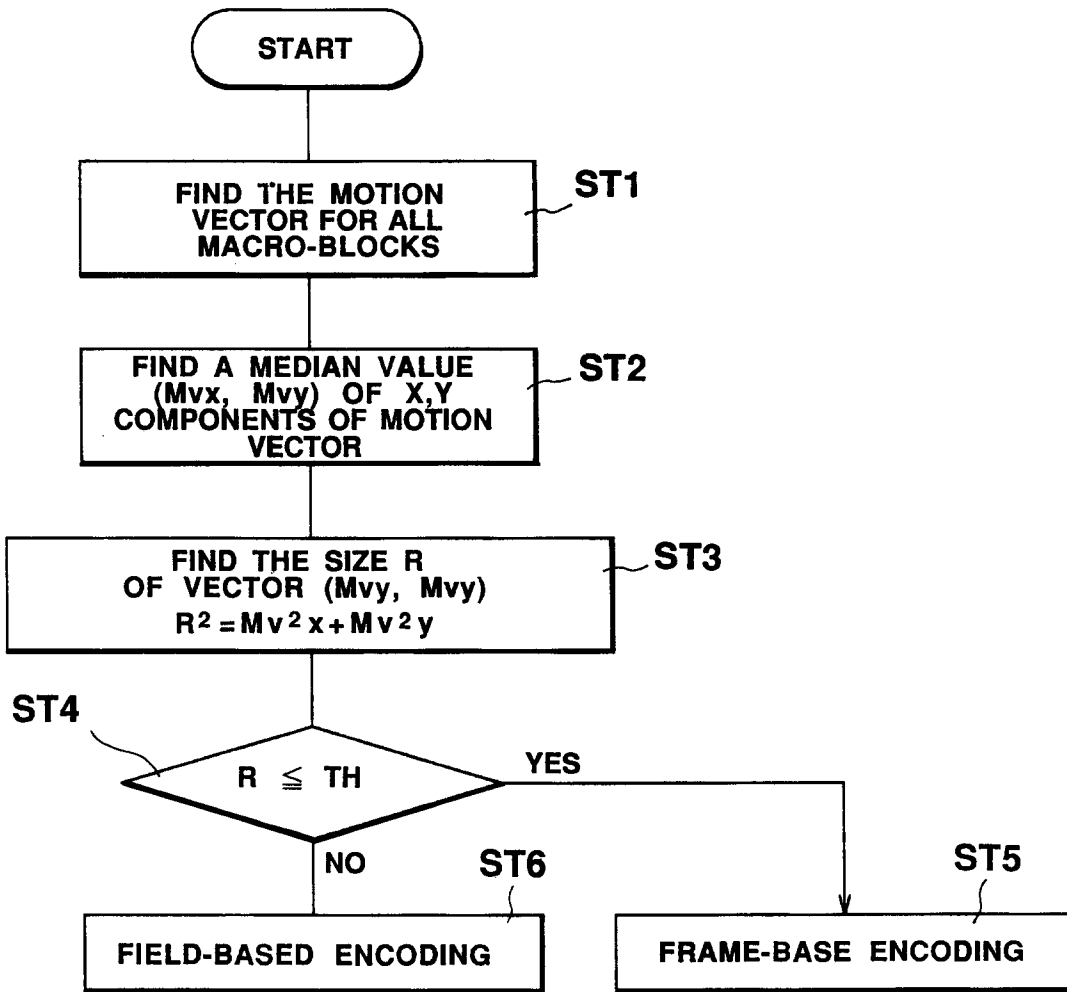 START
FIND THE MOTION
VECTOR FOR ALL
MACRO-BLOCKS
ST1
FIND A MEDIAN VALUE
(Mvx, Mvy) OF X,Y
COMPONENTS OF MOTION
VECTOR
ST2
FIND THE SIZE R
OF VECTOR (Mvy, Mvy)
R² = Mv²x + Mv²y
ST3
ST4
R ≦ TH
YES
NO
ST6
ST5
FIELD-BASED ENCODING
FRAME-BASE ENCODING